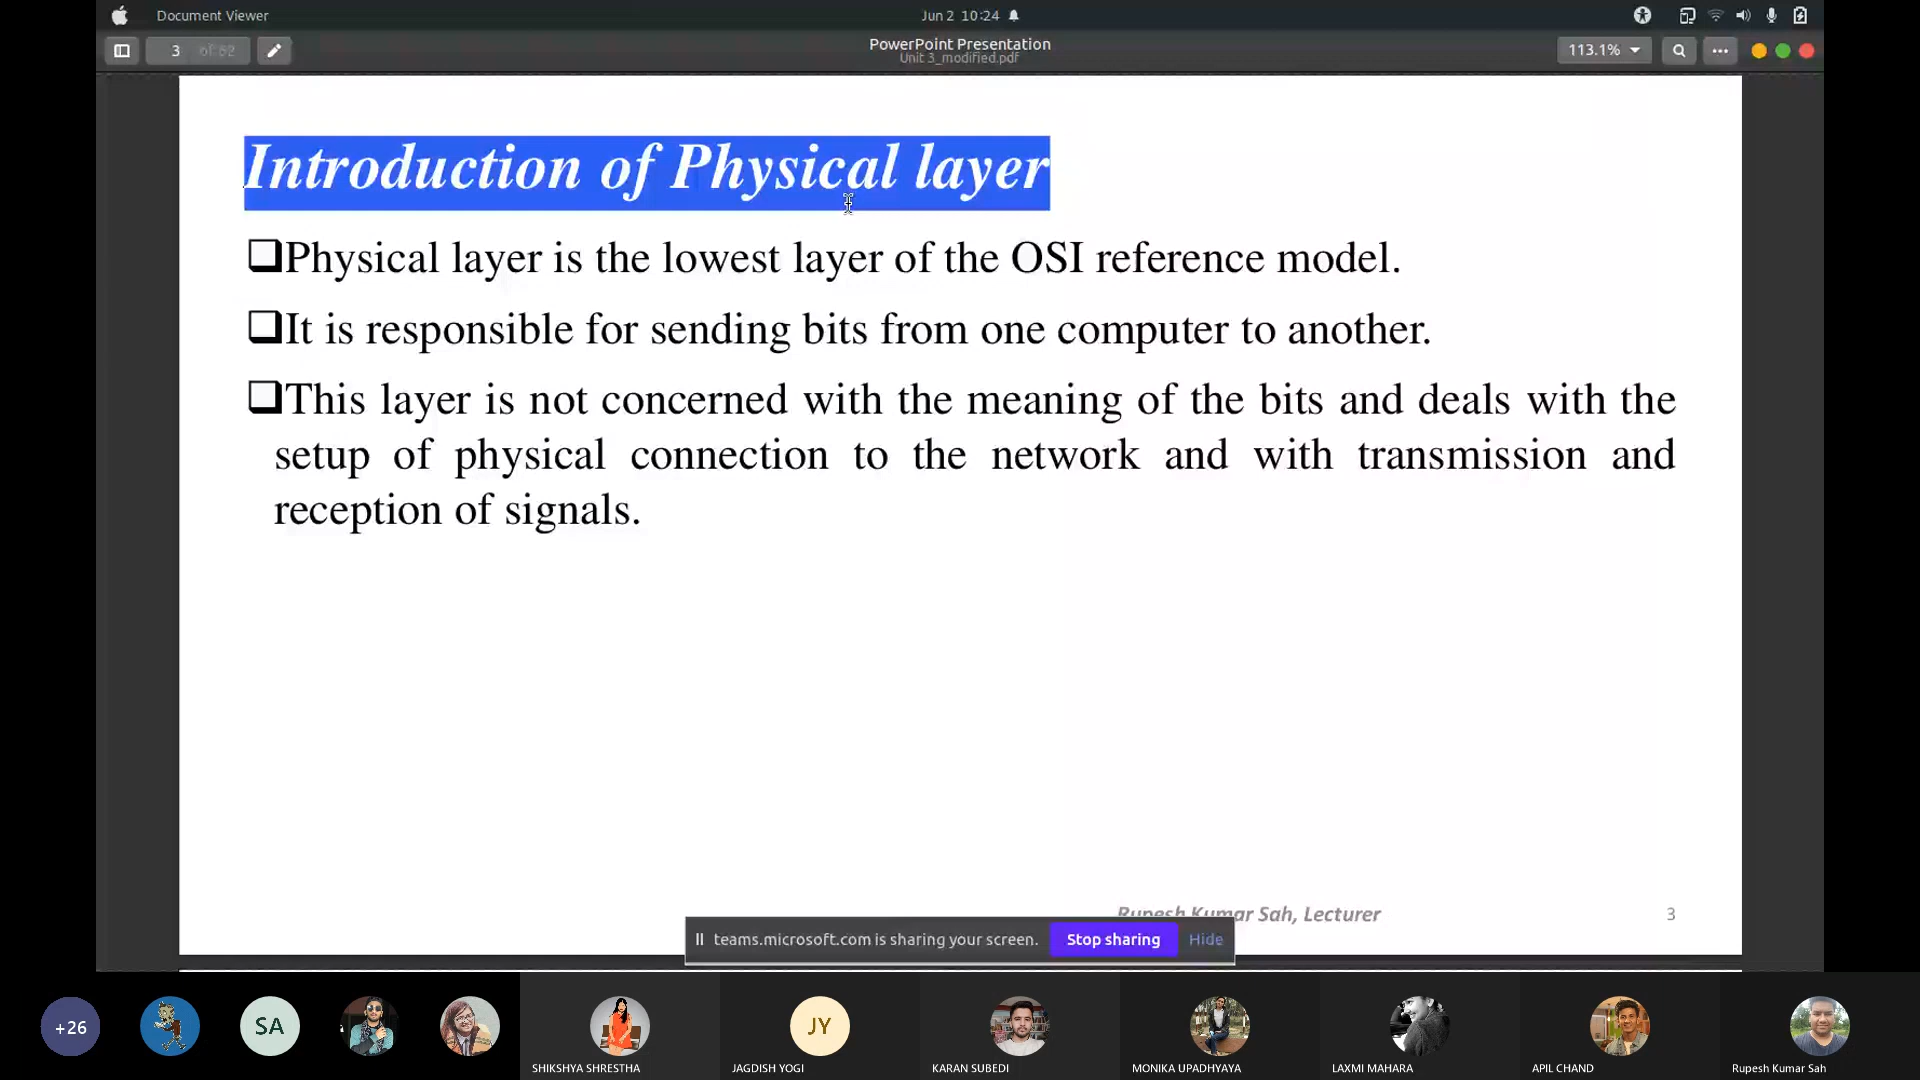 Document Viewer
Jun 2 10:24
3 of 62
PowerPoint Presentation
Unit 3_modified.pdf
113.1%
Introduction of Physical layer
❑Physical layer is the lowest layer of the OSI reference model.
❑It is responsible for sending bits from one computer to another.
❑This layer is not concerned with the meaning of the bits and deals with the
setup of physical connection to the network and with transmission and
reception of signals.
Rupesh Kumar Sah, Lecturer
3
teams.microsoft.com is sharing your screen.
Stop sharing
Hide
+26
SA
JY
SHIKSHYA SHRESTHA
JAGDISH YOGI
KARAN SUBEDI
MONIKA UPADHYAYA
LAXMI MAHARA
APIL CHAND
Rupesh Kumar Sah